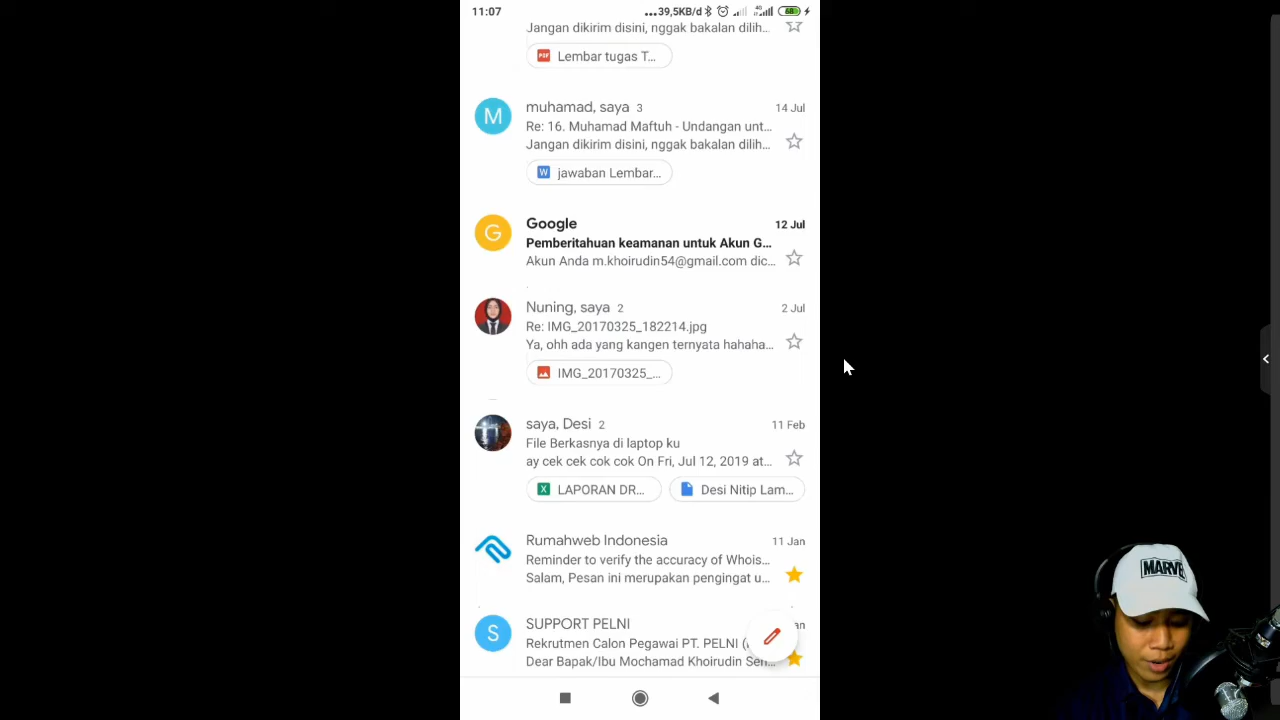 11:07
...39,5KB/d
4G
68
Jangan dikirim disini, nggak bakalan dilih...
PDF
Lembar tugas T...
M
muhamad, saya 3
14 Jul
Re: 16. Muhamad Maftuh - Undangan unt...
Jangan dikirim disini, nggak bakalan dilih...
W
jawaban Lembar...
G
Google
12 Jul
Pemberitahuan keamanan untuk Akun G...
Akun Anda m.khoirudin54@gmail.com dic...
Nuning, saya 2
2 Jul
Re: IMG_20170325_182214.jpg
Ya, ohh ada yang kangen ternyata hahaha...
IMG_20170325_...
saya, Desi 2
11 Feb
File Berkasnya di laptop ku
ay cek cek cok cok On Fri, Jul 12, 2019 at...
X
LAPORAN DR...
Desi Nitip Lam...
Rumahweb Indonesia
11 Jan
Reminder to verify the accuracy of Whois...
Salam, Pesan ini merupakan pengingat u...
S
SUPPORT PELNI
an
Rekrutmen Calon Pegawai PT. PELNI (
Dear Bapak/Ibu Mochamad Khoirudin Sen...
MARVEL